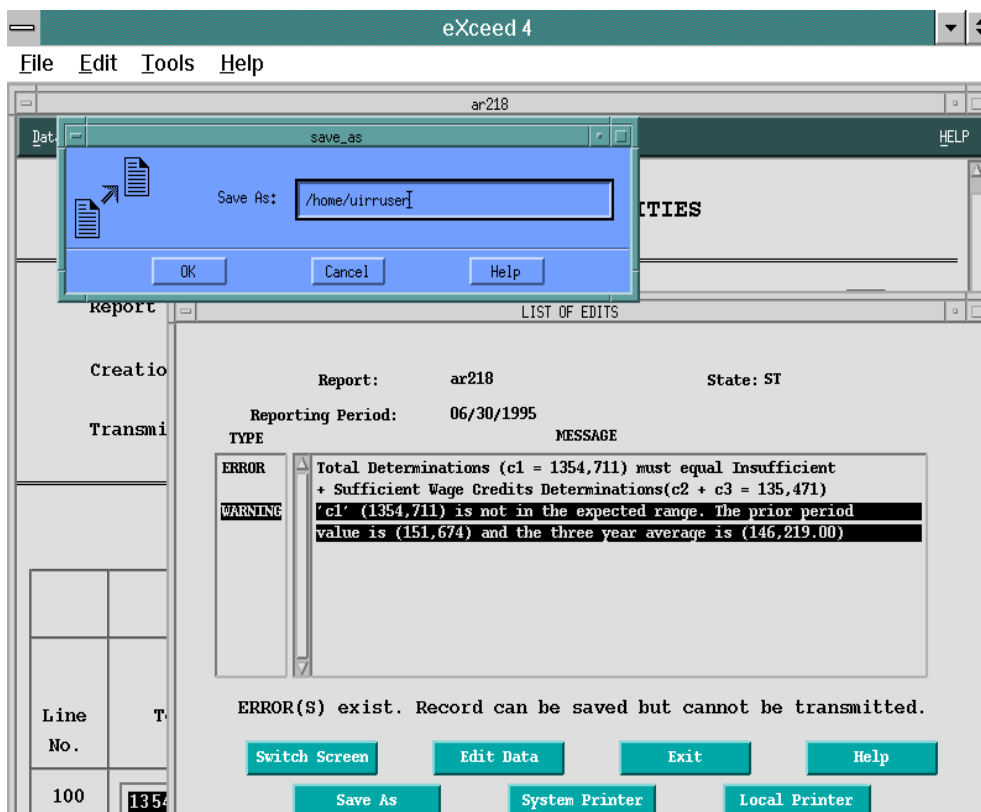 eXceed 4
File Edit Tools Help
ar218
Dat
HELP
save_as
Save As: /home/uirruser
OK Cancel Help
ITIES
Report
Creatio
Transmi
LIST OF EDITS
Report: ar218 State: ST
Reporting Period: 06/30/1995
TYPE MESSAGE
ERROR Total Determinations (c1 = 1354,711) must equal Insufficient
+ Sufficient Wage Credits Determinations(c2 + c3 = 135,471)
WARNING 'c1' (1354,711) is not in the expected range. The prior period
value is (151,674) and the three year average is (146,219.00)
ERROR(S) exist. Record can be saved but cannot be transmitted.
Switch Screen Edit Data Exit Help
Save As System Printer Local Printer
Line
No.
T
100
1354